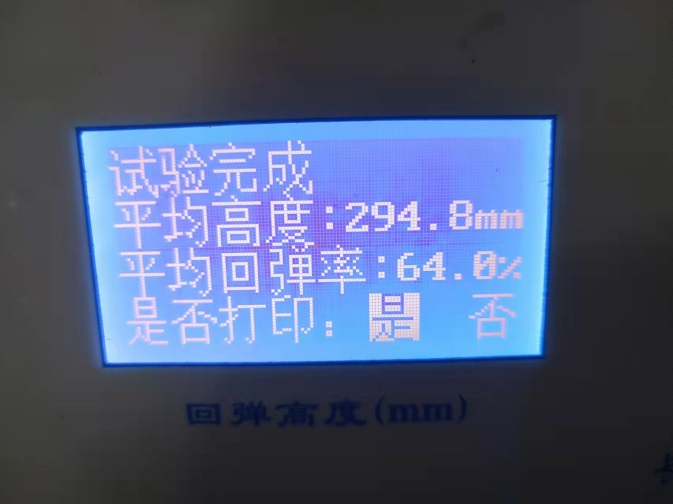 试验完成
平均高度:294.8mm
平均回弹率:64.0%
是否打印: 是 否
回弹高度(mm)